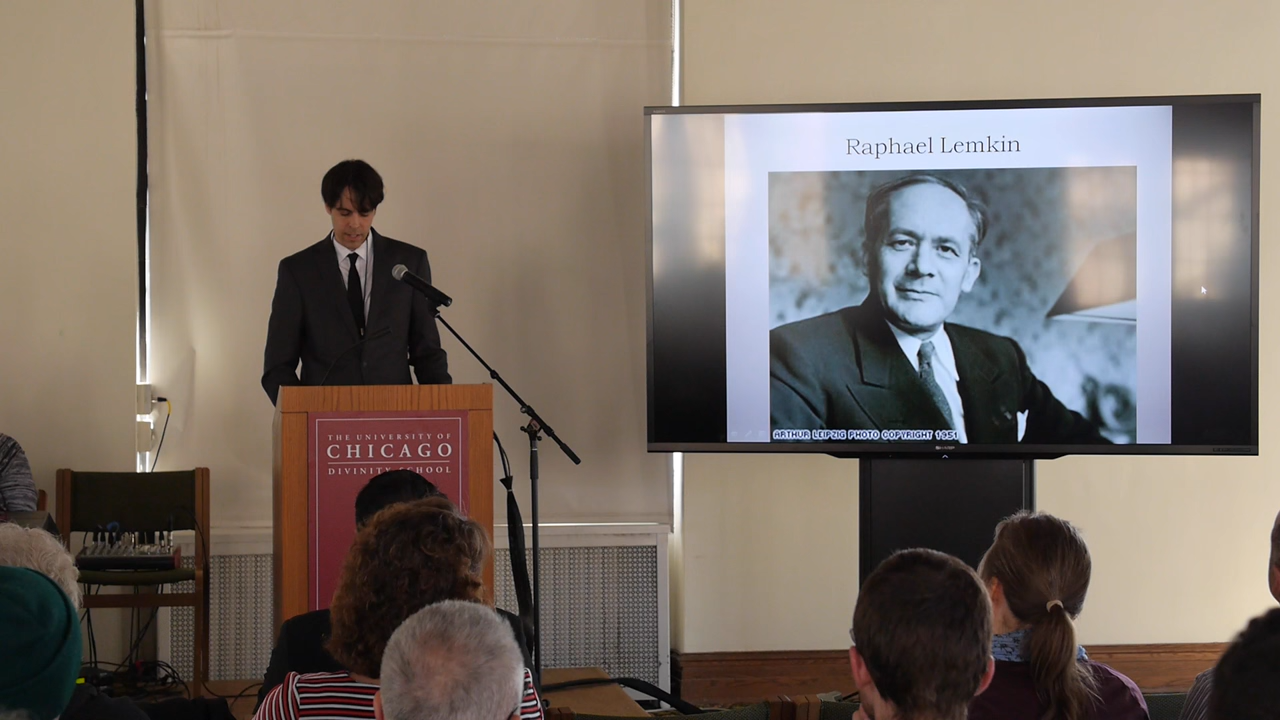 Raphael Lemkin
ARTHUR LEIPZIG PHOTO COPYRIGHT 1951
THE UNIVERSITY OF
CHICAGO
DIVINITY SCHOOL